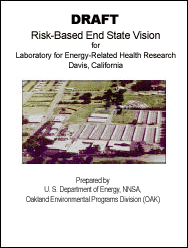 DRAFT
Risk-Based End State Vision
for
Laboratory for Energy-Related Health Research
Davis, California
Prepared by
U. S. Department of Energy, NNSA,
Oakland Environmental Programs Division (OAK)